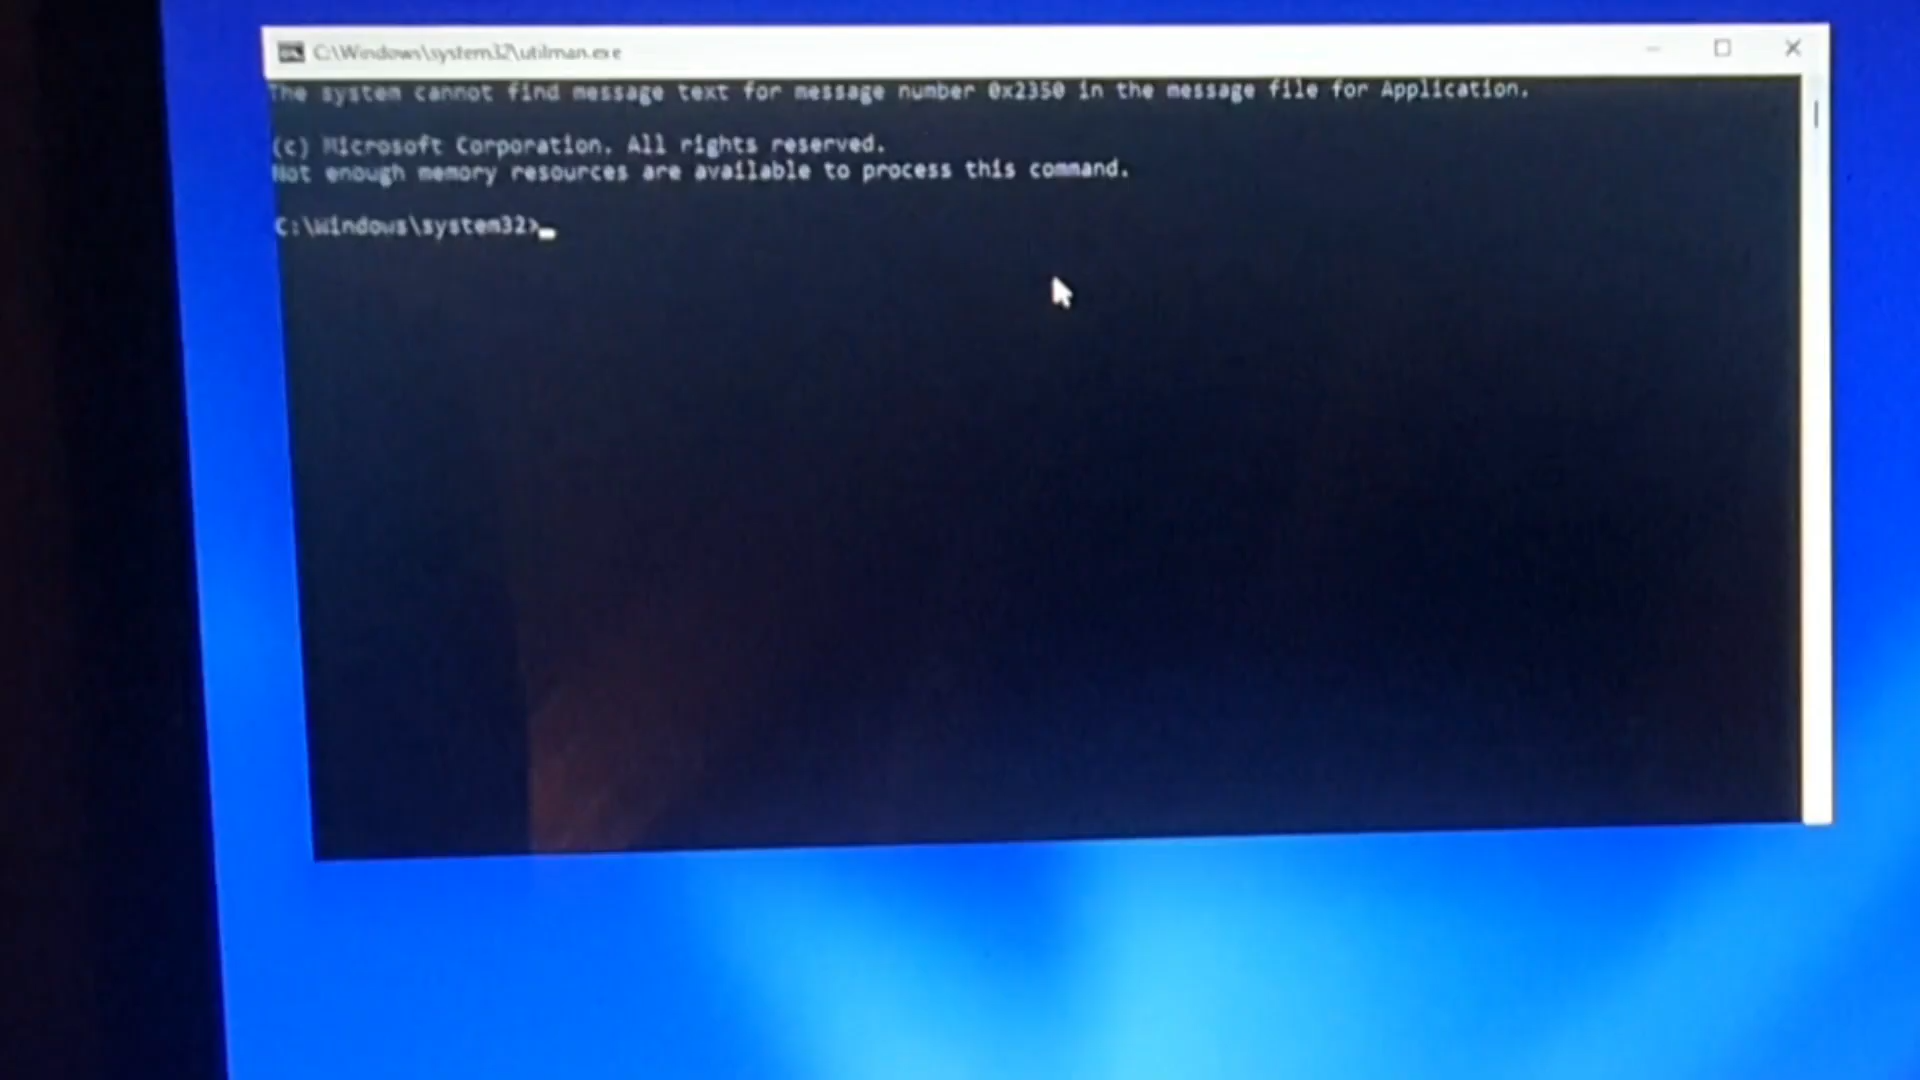 C:\Windows\system32\utilman.exe
The system cannot find message text for message number 0x2350 in the message file for Application.
(c) Microsoft Corporation. All rights reserved.
Not enough memory resources are available to process this command.
C:\Windows\system32>